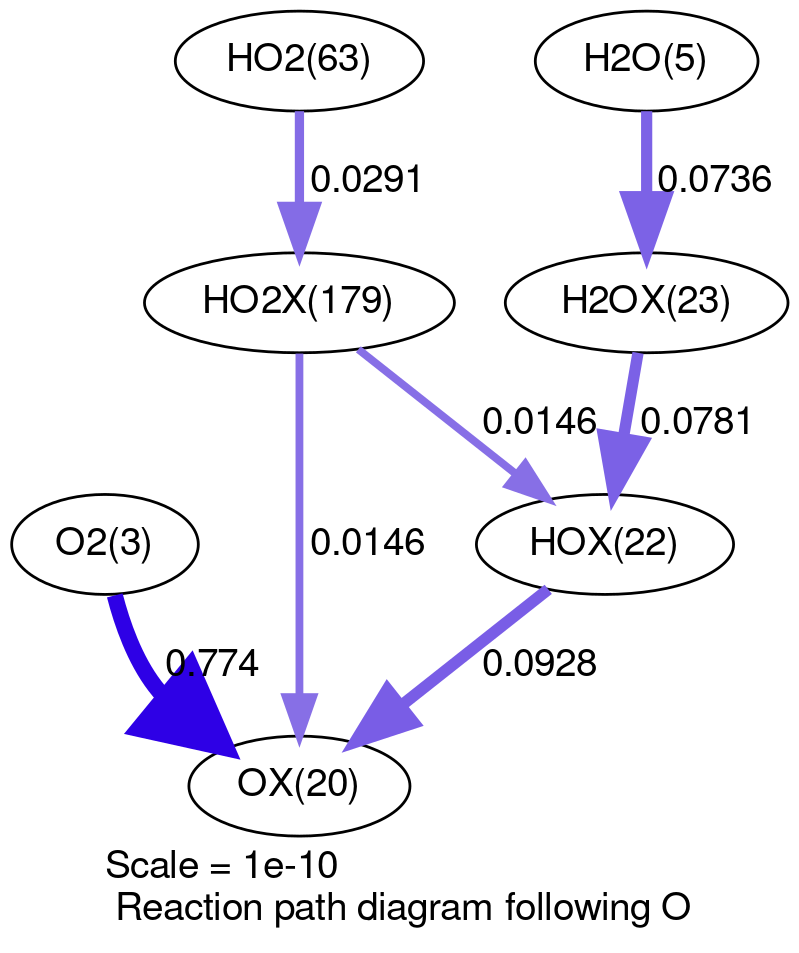 HO2(63)
H2O(5)
0.0291
0.0736
HO2X(179)
H2OX(23)
0.0146
0.0781
O2(3)
0.0146
HOX(22)
0.774
0.0928
OX(20)
Scale = 1e-10
Reaction path diagram following O